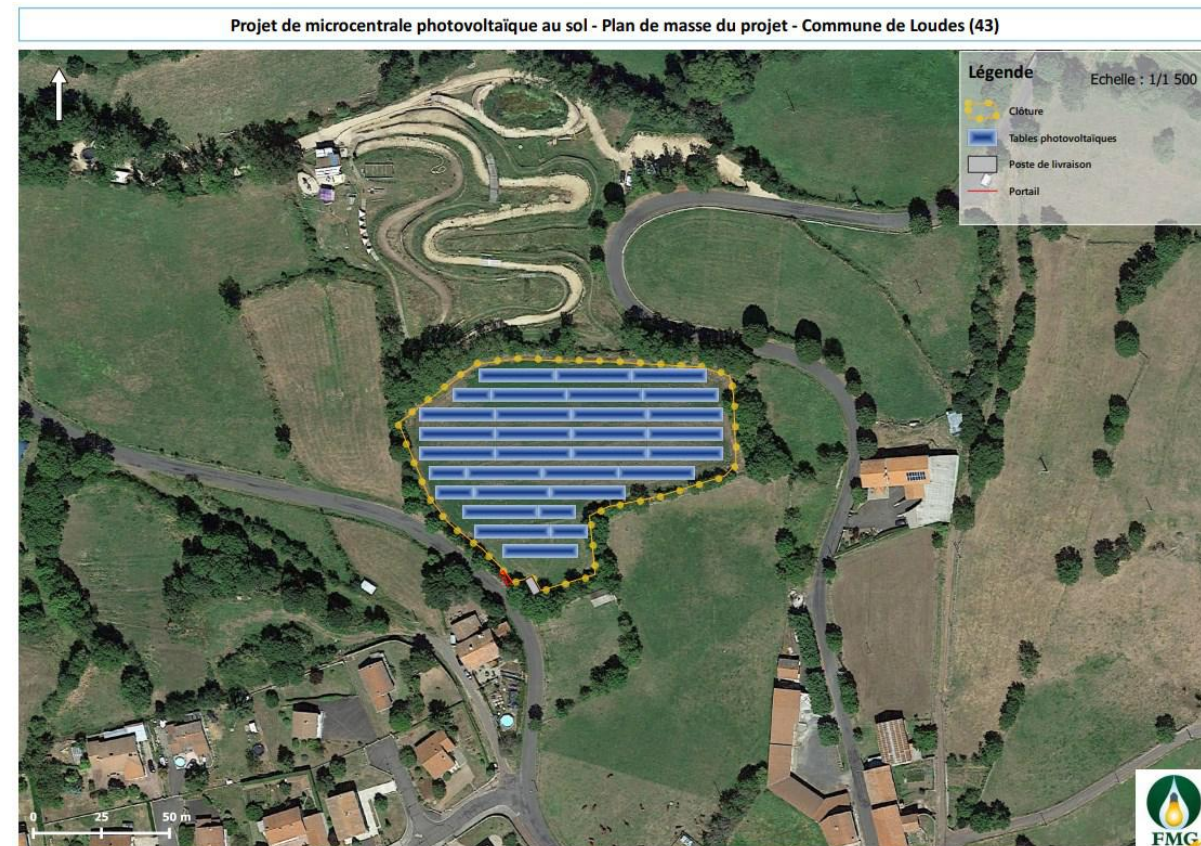 Projet de microcentrale photovoltaïque au sol - Plan de masse du projet - Commune de Loudes (43)
Légende
Echelle : 1/1 500
Clôture
Tables photovoltaïques
Poste de livraison
Portail
0 25 50 m
FMG